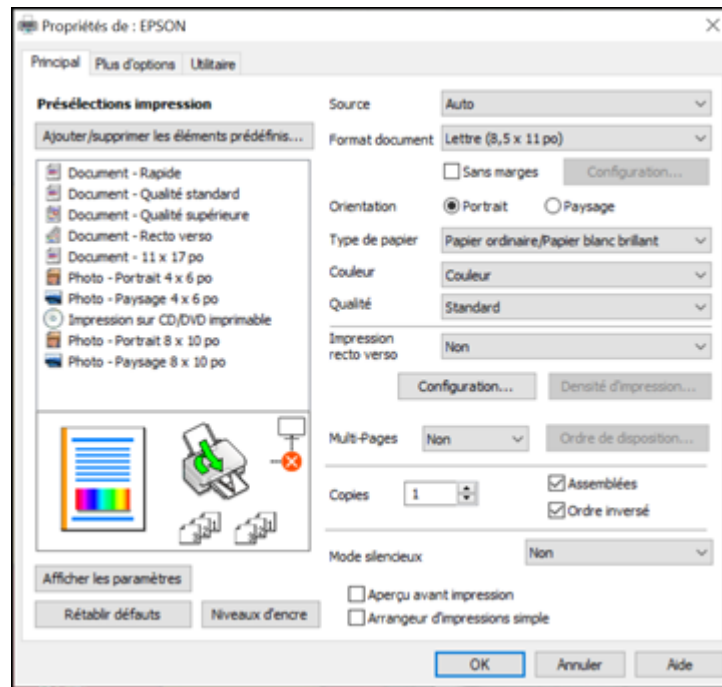 Propriétés de : EPSON
Principal
Plus d'options
Utilitaire
Présélections impression
Ajouter/supprimer les éléments prédéfinis...
Document - Rapide
Document - Qualité standard
Document - Qualité supérieure
Document - Recto verso
Document - 11 x 17 po
Photo - Portrait 4 x 6 po
Photo - Paysage 4 x 6 po
Impression sur CD/DVD imprimable
Photo - Portrait 8 x 10 po
Photo - Paysage 8 x 10 po
Afficher les paramètres
Rétablir défauts
Niveaux d'encre
Source
Auto
Format document
Lettre (8,5 x 11 po)
Sans marges
Configuration...
Orientation
Portrait
Paysage
Type de papier
Papier ordinaire/Papier blanc brillant
Couleur
Couleur
Qualité
Standard
Impression
recto verso
Non
Configuration...
Densité d'impression...
Multi-Pages
Non
Ordre de disposition...
Copies
1
Assemblées
Ordre inversé
Mode silencieux
Non
Aperçu avant impression
Arrangeur d'impressions simple
OK
Annuler
Aide